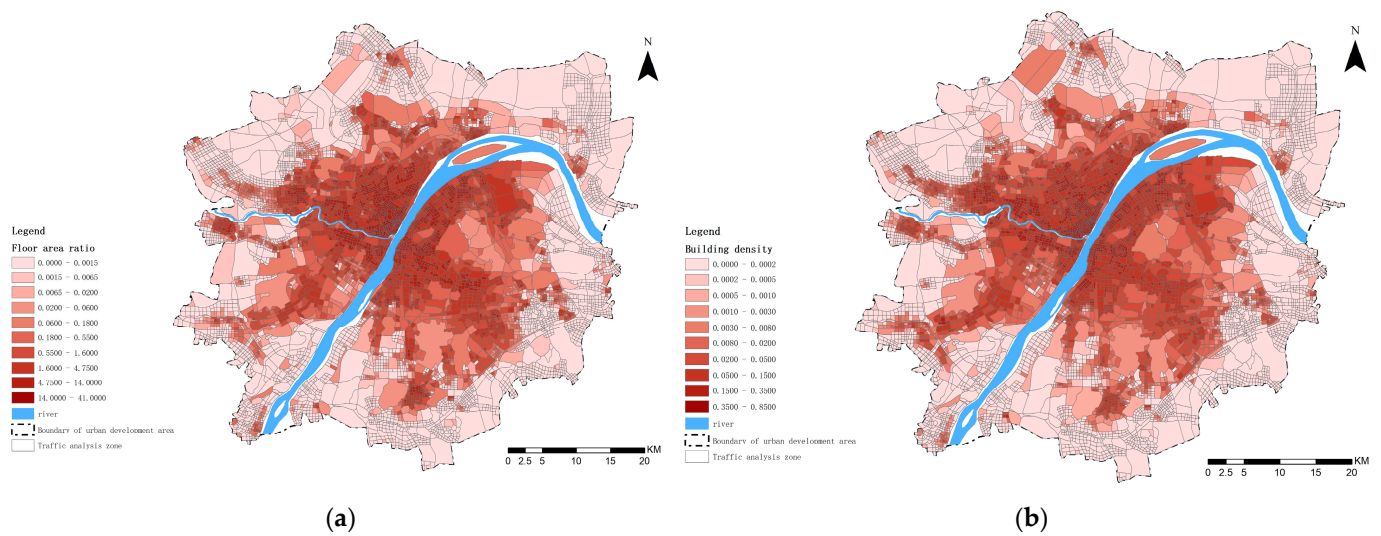 N
Legend
Floor area ratio
0.0000 - 0.0015
0.0015 - 0.0065
0.0065 - 0.0200
0.0200 - 0.0600
0.0600 - 0.1800
0.1800 - 0.5500
0.5500 - 1.6000
1.6000 - 4.7500
4.7500 - 14.0000
14.0000 - 41.0000
river
Boundary of urban development area
Traffic analysis zone
KM
0 2.5 5 10 15 20
(a)
N
Legend
Building density
0.0000 - 0.0002
0.0002 - 0.0005
0.0005 - 0.0010
0.0010 - 0.0030
0.0030 - 0.0080
0.0080 - 0.0200
0.0200 - 0.0500
0.0500 - 0.1500
0.1500 - 0.3500
0.3500 - 0.8500
river
Boundary of urban development area
Traffic analysis zone
KM
0 2.5 5 10 15 20
(b)